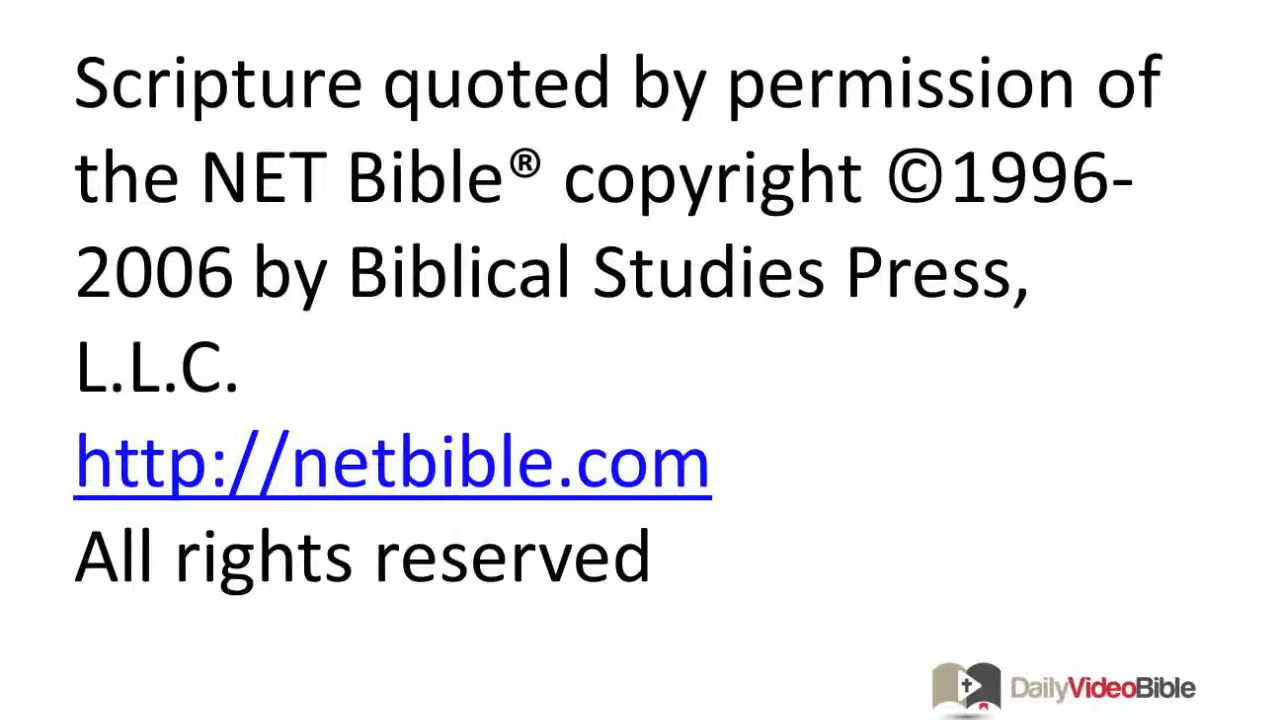 Scripture quoted by permission of
the NET Bible® copyright ©1996-
2006 by Biblical Studies Press,
L.L.C.
http://netbible.com
All rights reserved
DailyVideoBible